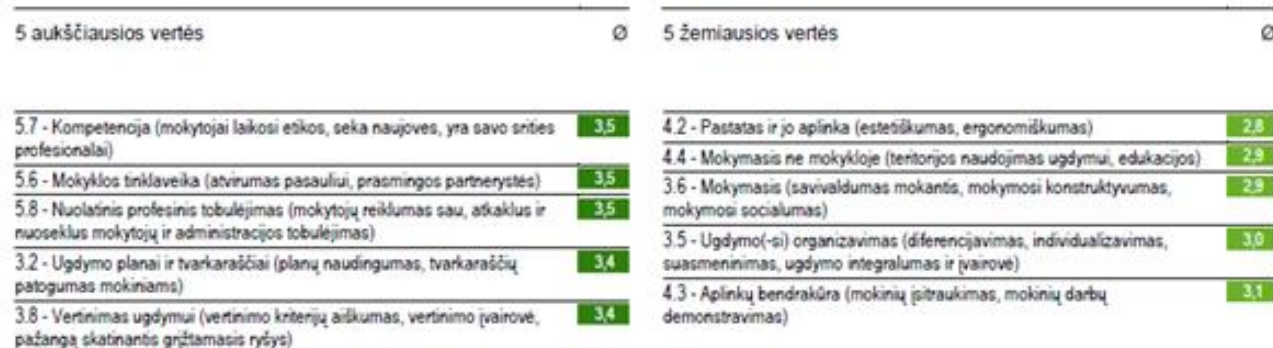 5 aukščiausios vertės Ø
5.7 - Kompetencija (mokytojai laikosi etikos, seka naujoves, yra savo srities 3,5
profesionalai)
5.6 - Mokyklos tinklaveika (atvirumas pasauliui, prasmingos partnerystės) 3,5
5.8 - Nuolatinis profesinis tobulėjimas (mokytojų reiklumas sau, atkaklus ir 3,5
nuoseklus mokytojų ir administracijos tobulėjimas)
3.2 - Ugdymo planai ir tvarkaraščiai (planų naudingumas, tvarkaraščių 3,4
patogumas mokiniams)
3.8 - Vertinimas ugdymui (vertinimo kriterijų aiškumas, vertinimo įvairovė, 3,4
pažangą skatinantis grįžtamasis ryšys)
5 žemiausios vertės Ø
4.2 - Pastatas ir jo aplinka (estetiškumas, ergonomiškumas) 2,8
4.4 - Mokymasis ne mokykloje (teritorijos naudojimas ugdymui, edukacijos) 2,9
3.6 - Mokymasis (savivaldumas mokantis, mokymosi konstruktyvumas, 2,9
mokymosi socialumas)
3.5 - Ugdymo(-si) organizavimas (diferencijavimas, individualizavimas, 3,0
suasmeninimas, ugdymo integralumas ir įvairovė)
4.3 - Aplinkų bendrakūra (mokinių įsitraukimas, mokinių darbų 3,1
demonstravimas)